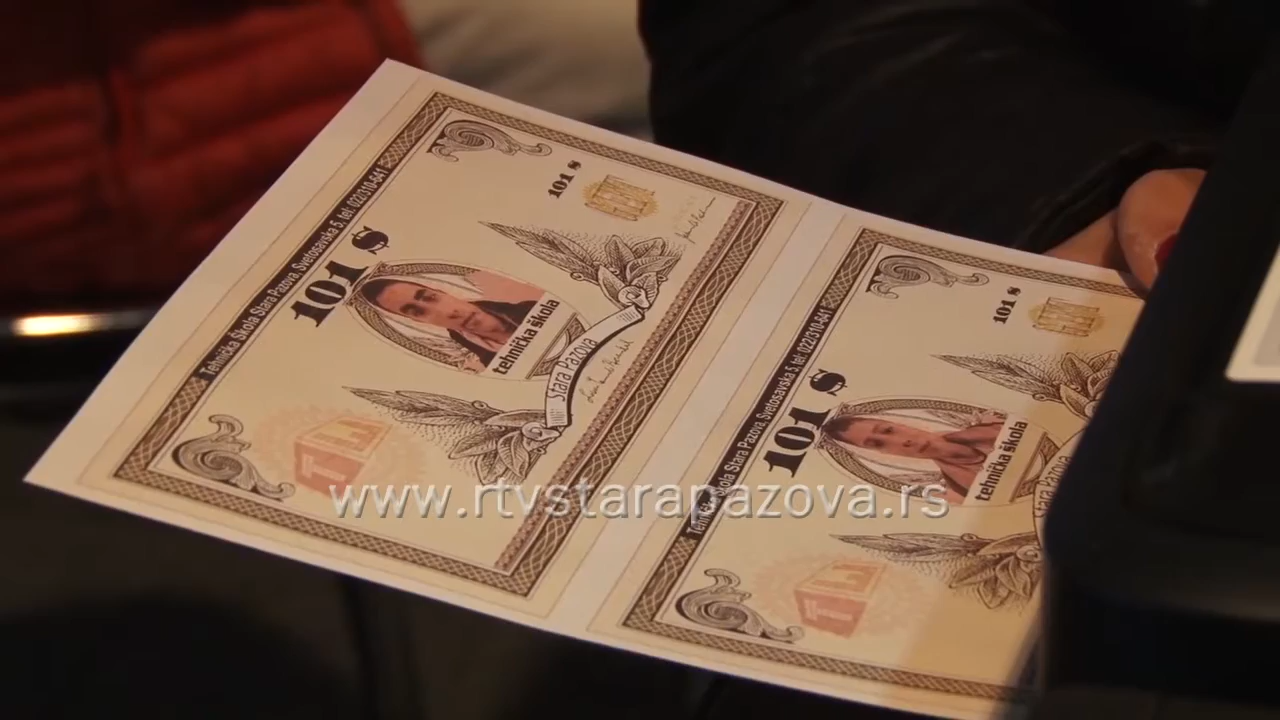 Tehnička Škola Stara Pazova, Svetosavska 5, tel: 022/310-641
101 $
101 $
tehnička škola
Stara Pazova
Tehnička Škola Stara Pazova, Svetosavska 5, tel: 022/310-641
101 $
101 $
tehnička škola
Stara Pazova
www.rtvstarapazova.rs